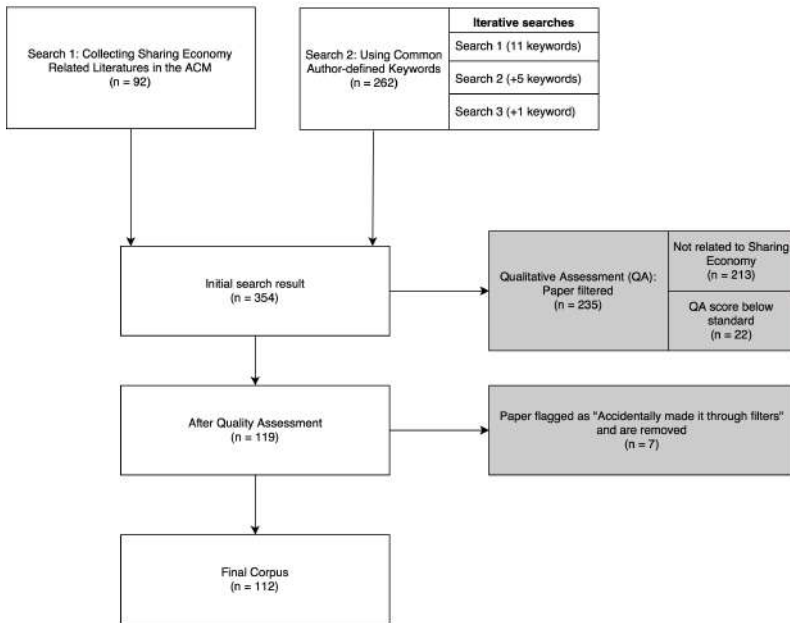 Search 1: Collecting Sharing Economy
Related Literatures in the ACM
(n = 92)
Search 2: Using Common
Author-defined Keywords
(n = 262)
Iterative searches
Search 1 (11 keywords)
Search 2 (+5 keywords)
Search 3 (+1 keyword)
Initial search result
(n = 354)
Qualitative Assessment (QA):
Paper filtered
(n = 235)
Not related to Sharing
Economy
(n = 213)
QA score below
standard
(n = 22)
After Quality Assessment
(n = 119)
Paper flagged as "Accidentally made it through filters"
and are removed
(n = 7)
Final Corpus
(n = 112)